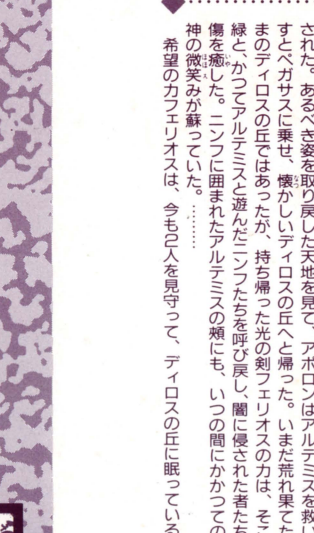 された。あるべき姿を取り戻した天地を見て、アポロンはアルテミスを救い
すとペガサスに乗せ、懐かしいディロスの丘へと帰った。いまだ荒れ果てた
まのディロスの丘ではあったが、持ち帰った光の剣フェリオスの力は、そこ
緑と、かつてアルテミスと遊んだニンフたちを呼び戻し、闇に侵された者たち
傷を癒した。ニンフに囲まれたアルテミスの頬にも、いつの間にかかつての
神の微笑みが蘇っていた。………
希望のカフェリオスは、今も2人を見守って、ディロスの丘に眠っている